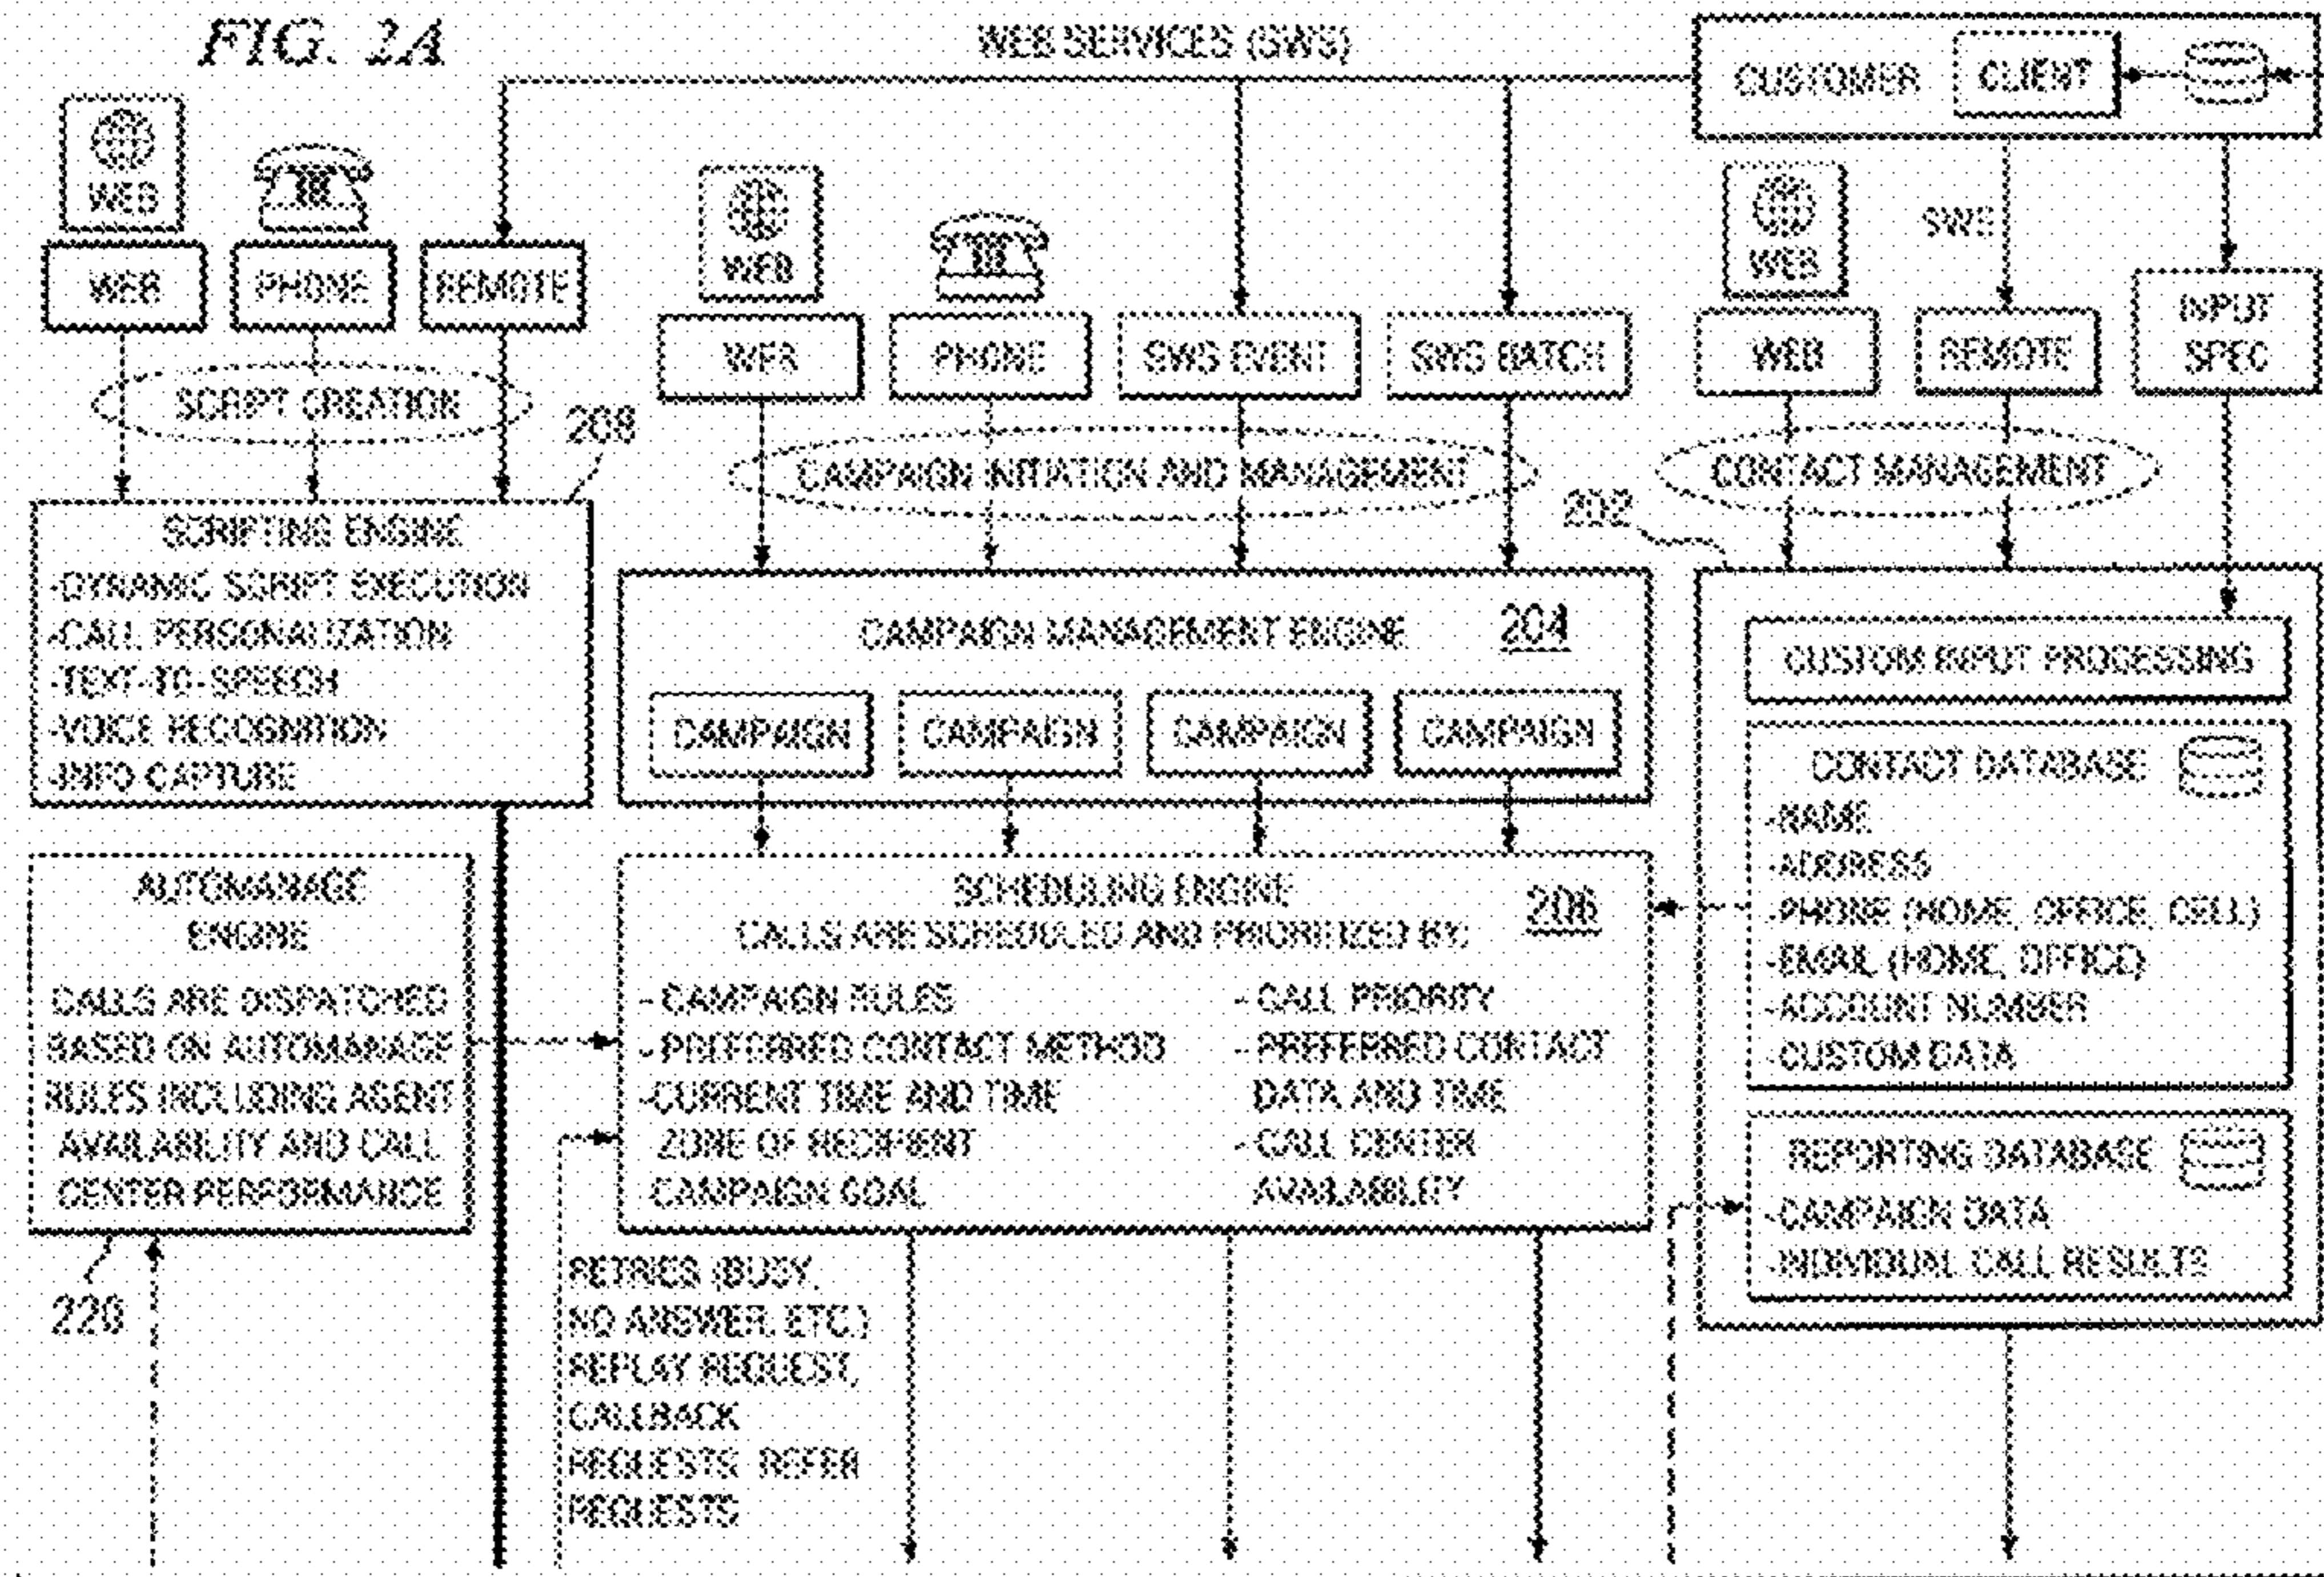 FIG. 2A
WEB SERVICES (SWS)
CUSTOMER
CLIENT
WEB
WEB
PHONE
REMOTE
SCRIPT CREATION
208
WEB
WEB
PHONE
SWS EVENT
SWS BATCH
CAMPAIGN INITIATION AND MANAGEMENT
WEB
SWS
WEB
REMOTE
INPUT
SPEC
CONTACT MANAGEMENT
202
SCRIPTING ENGINE
-DYNAMIC SCRIPT EXECUTION
-CALL PERSONALIZATION
-TEXT-TO-SPEECH
-VOICE RECOGNITION
-INFO CAPTURE
CAMPAIGN MANAGEMENT ENGINE 204
CAMPAIGN
CAMPAIGN
CAMPAIGN
CAMPAIGN
CUSTOM INPUT PROCESSING
CONTACT DATABASE
-NAME
-ADDRESS
-PHONE (HOME, OFFICE, CELL)
-EMAIL (HOME, OFFICE)
-ACCOUNT NUMBER
-CUSTOM DATA
AUTOMANAGE
ENGINE
CALLS ARE DISPATCHED
BASED ON AUTOMANAGE
RULES INCLUDING AGENT
AVAILABILITY AND CALL
CENTER PERFORMANCE
220
SCHEDULING ENGINE 206
CALLS ARE SCHEDULED AND PRIORITIZED BY:
- CAMPAIGN RULES
- PREFERRED CONTACT METHOD
-CURRENT TIME AND TIME
ZONE OF RECIPIENT
CAMPAIGN GOAL
- CALL PRIORITY
- PREFERRED CONTACT
DATA AND TIME
- CALL CENTER
AVAILABILITY
REPORTING DATABASE
-CAMPAIGN DATA
-INDIVIDUAL CALL RESULTS
RETRIES (BUSY,
NO ANSWER, ETC.)
REPLAY REQUEST,
CALLBACK
REQUESTS, REFER
REQUESTS